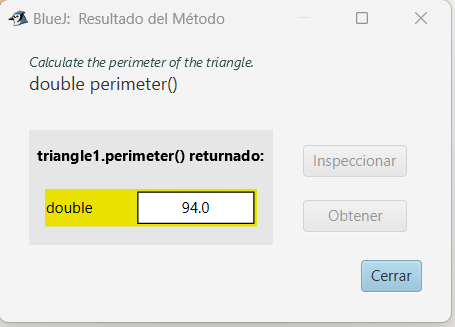 BlueJ:  Resultado del Método
Calculate the perimeter of the triangle.
double perimeter()
triangle1.perimeter() returnado:
Inspeccionar
double 94.0
Obtener
Cerrar